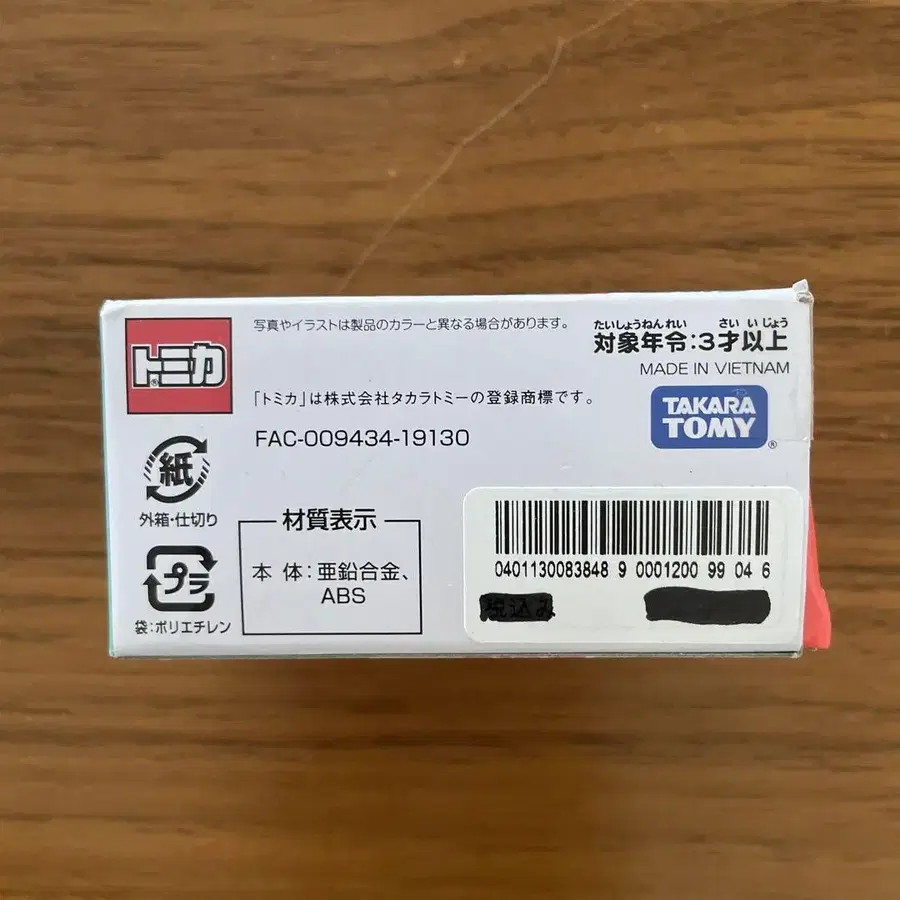 トミカ®
写真やイラストは製品のカラーと異なる場合があります。
「トミカ」は株式会社タカラトミーの登録商標です。
FAC-009434-19130
たいしょうねんれい さい いじょう
対象年令:3才以上
MADE IN VIETNAM
TAKARA
TOMY®
紙
外箱・仕切り
プラ
袋:ポリエチレン
材質表示
本 体:亜鉛合金、
ABS
0401130083848 9 0001200 99 04 6
税込み